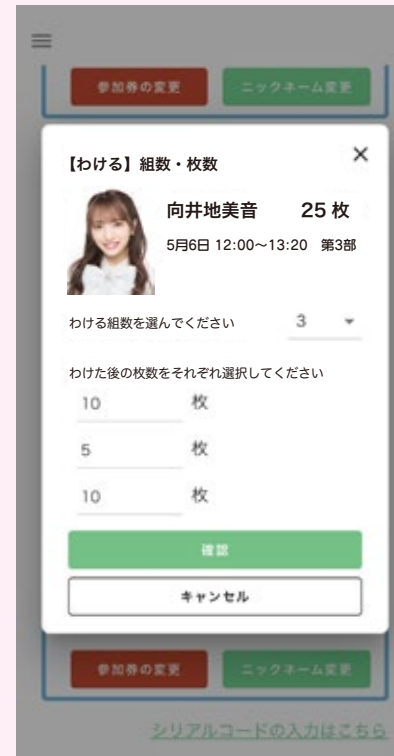 参加券の変更 ニックネーム変更
【わける】組数・枚数 ×
向井地美音 25枚
5月6日 12:00～13:20 第3部
わける組数を選んでください 3
わけた後の枚数をそれぞれ選択してください
10 枚
5 枚
10 枚
確認
キャンセル
参加券の変更 ニックネーム変更
シリアルコードの入力はこちら